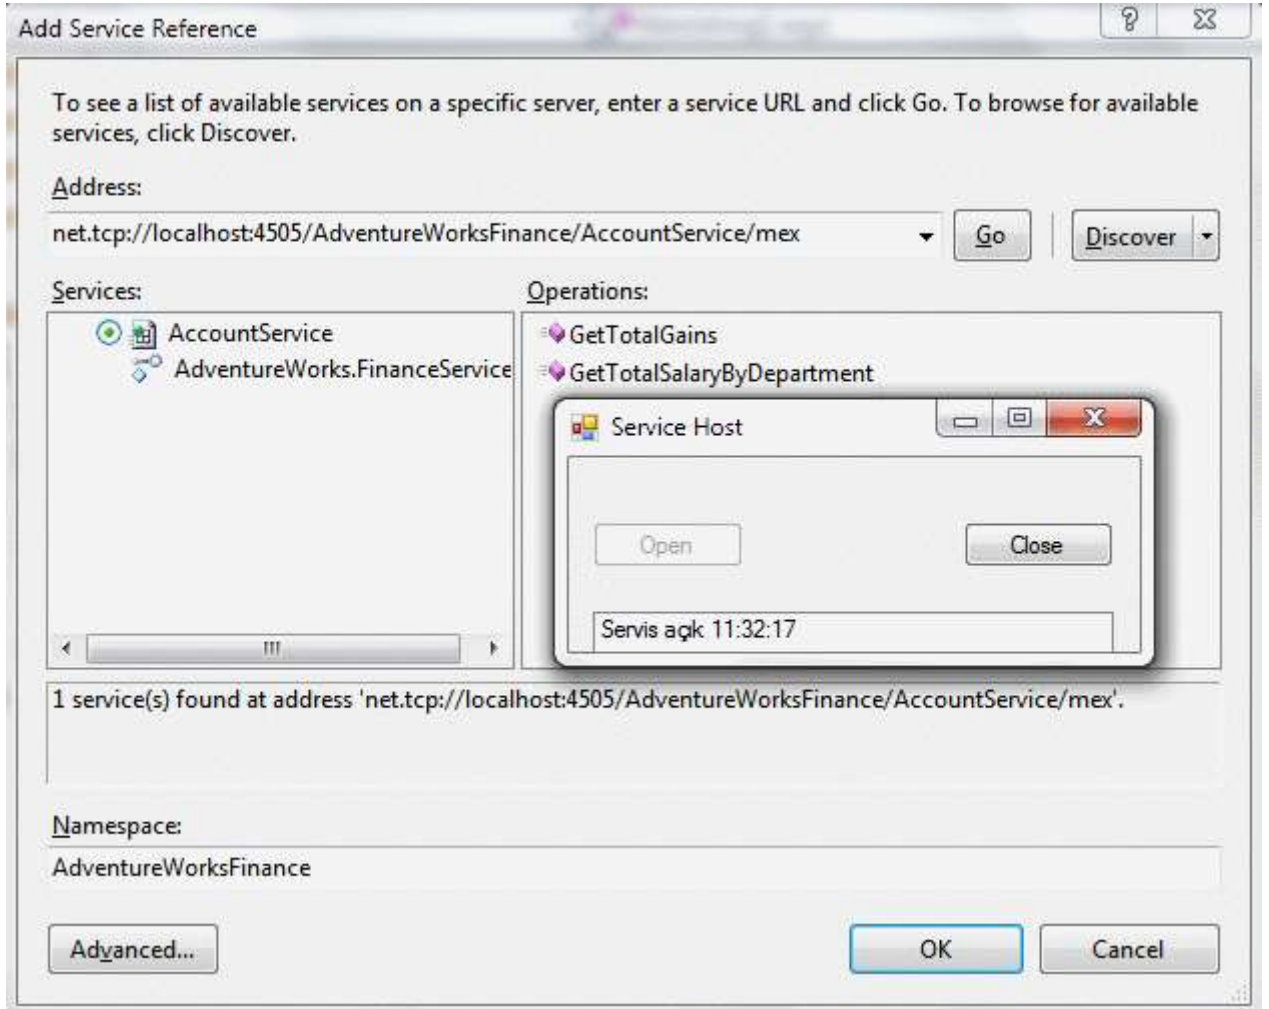 Add Service Reference
To see a list of available services on a specific server, enter a service URL and click Go. To browse for available
services, click Discover.
Address:
net.tcp://localhost:4505/AdventureWorksFinance/AccountService/mex
Go
Discover
Services:
Operations:
AccountService
AdventureWorks.FinanceService
GetTotalGains
GetTotalSalaryByDepartment
Service Host
Open
Close
Servis açık 11:32:17
1 service(s) found at address 'net.tcp://localhost:4505/AdventureWorksFinance/AccountService/mex'.
Namespace:
AdventureWorksFinance
Advanced...
OK
Cancel